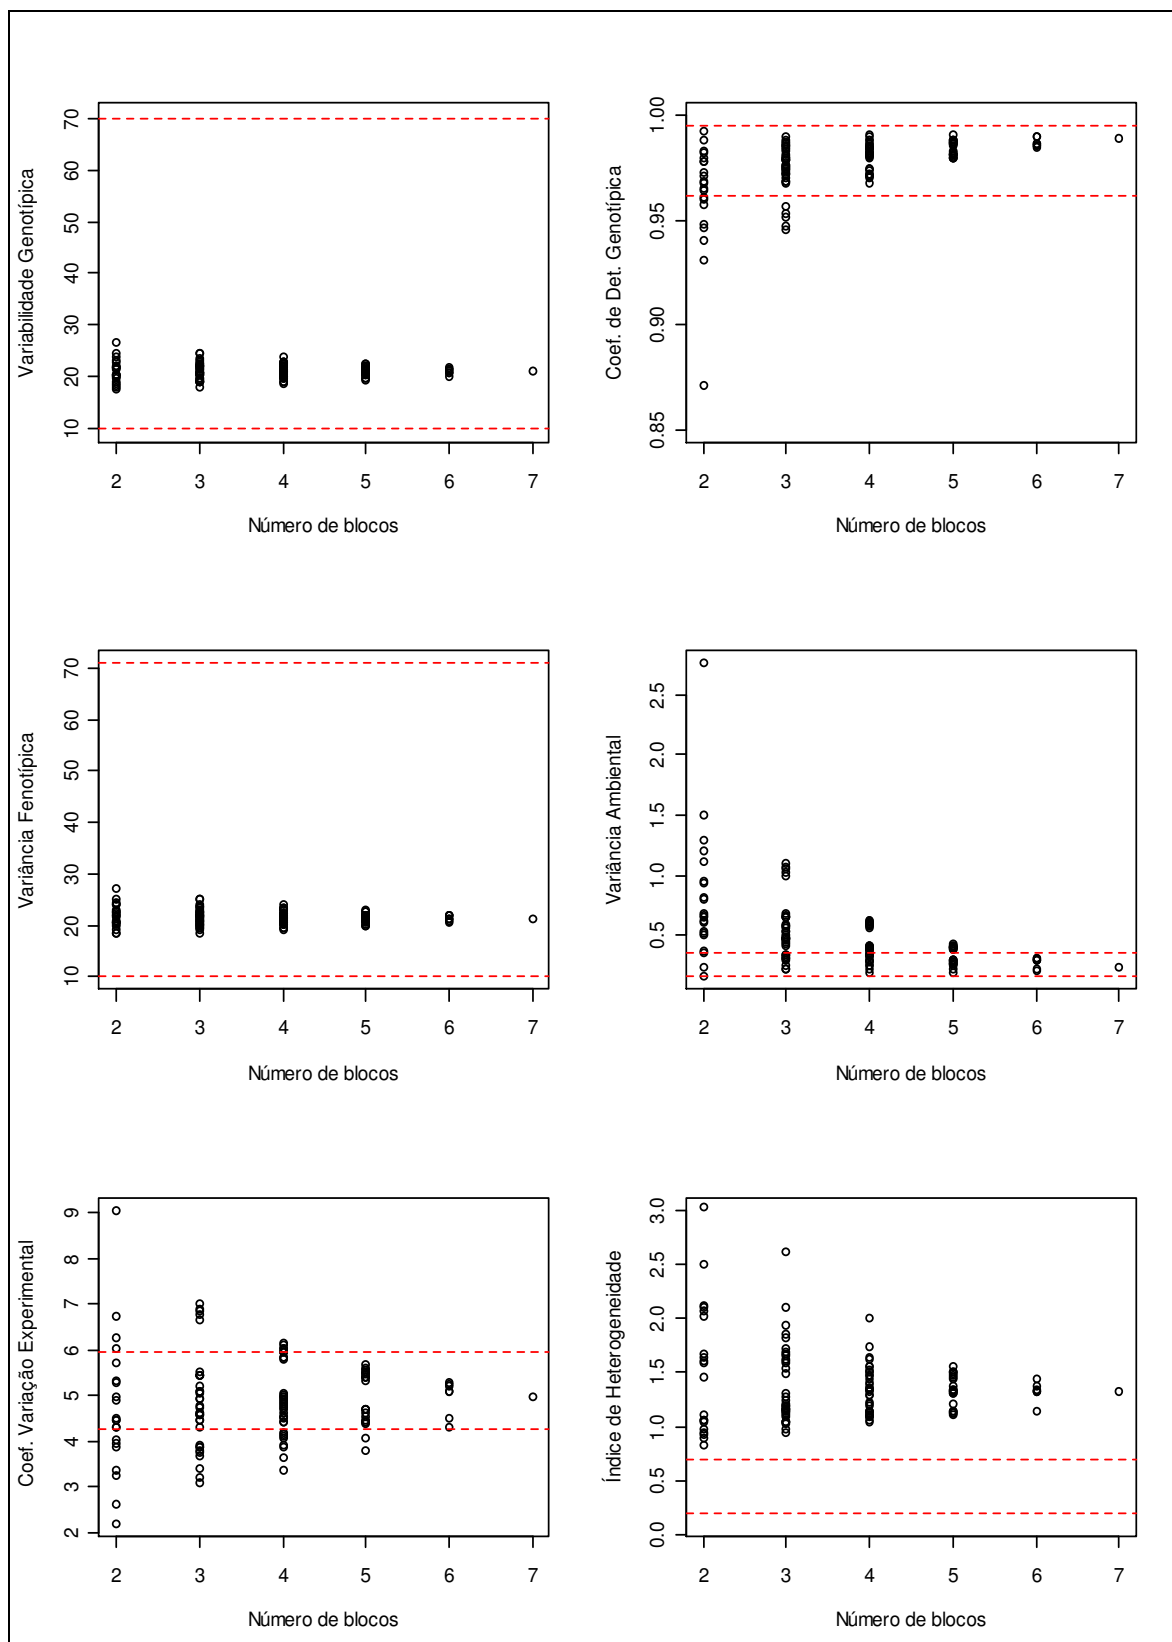 Variabilidade Genotípica
70
60
50
40
30
20
10
2 3 4 5 6 7
Número de blocos
Coef. de Det. Genotípica
1.00
0.95
0.90
0.85
2 3 4 5 6 7
Número de blocos
Variância Fenotípica
70
60
50
40
30
20
10
2 3 4 5 6 7
Número de blocos
Variância Ambiental
2.5
2.0
1.5
1.0
0.5
2 3 4 5 6 7
Número de blocos
Coef. Variação Experimental
9
8
7
6
5
4
3
2
2 3 4 5 6 7
Número de blocos
Índice de Heterogeneidade
3.0
2.5
2.0
1.5
1.0
0.5
0.0
2 3 4 5 6 7
Número de blocos